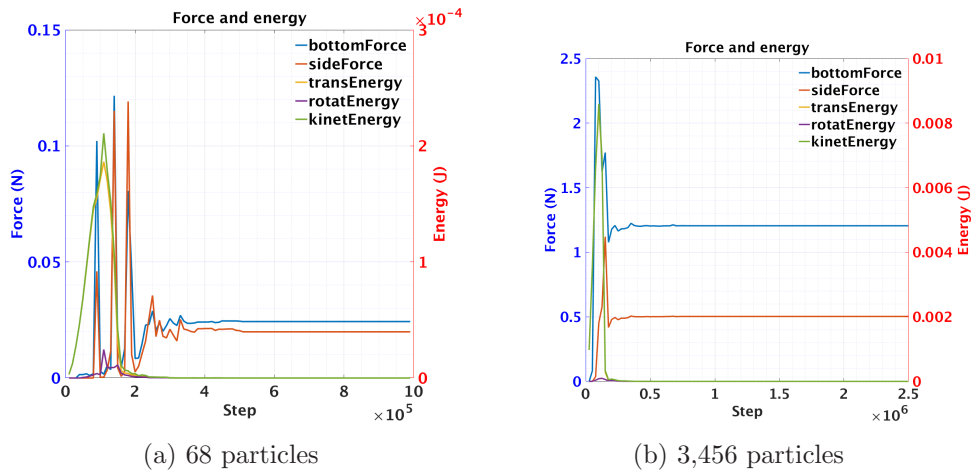 Force and energy
×10⁻⁴
0.15
0.1
0.05
0
Force (N)
3
2
1
0
Energy (J)
bottomForce
sideForce
transEnergy
rotatEnergy
kinetEnergy
0 2 4 6 8 10
Step
×10⁵
(a) 68 particles
Force and energy
2.5
2
1.5
1
0.5
0
Force (N)
0.01
0.008
0.006
0.004
0.002
0
Energy (J)
bottomForce
sideForce
transEnergy
rotatEnergy
kinetEnergy
0 0.5 1 1.5 2 2.5
Step
×10⁶
(b) 3,456 particles